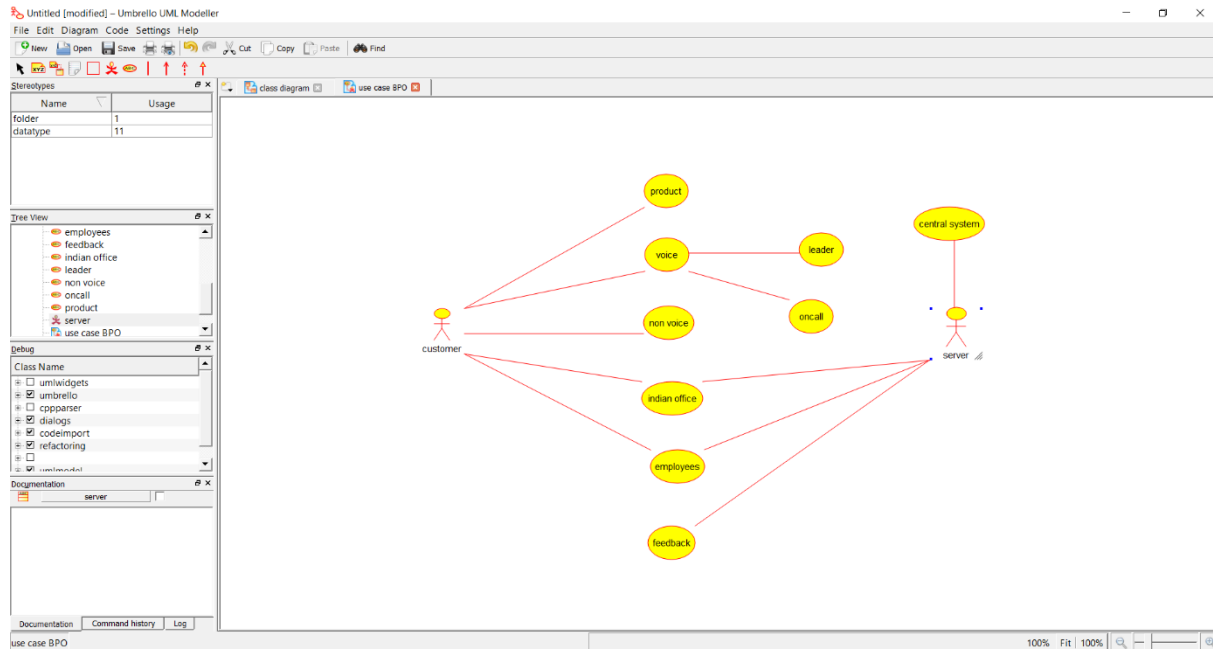 Untitled [modified] – Umbrello UML Modeller
File Edit Diagram Code Settings Help
New Open Save Cut Copy Paste Find
Stereotypes
Name Usage
folder 1
datatype 11
Tree View
employees
feedback
indian office
leader
non voice
oncall
product
server
use case BPO
Debug
Class Name
umlwidgets
umbrello
cppparser
dialogs
codeimport
refactoring
umlmodel
Documentation
server
Documentation Command history Log
use case BPO
class diagram use case BPO
product
central system
voice
leader
oncall
non voice
customer
server
indian office
employees
feedback
100% Fit 100%